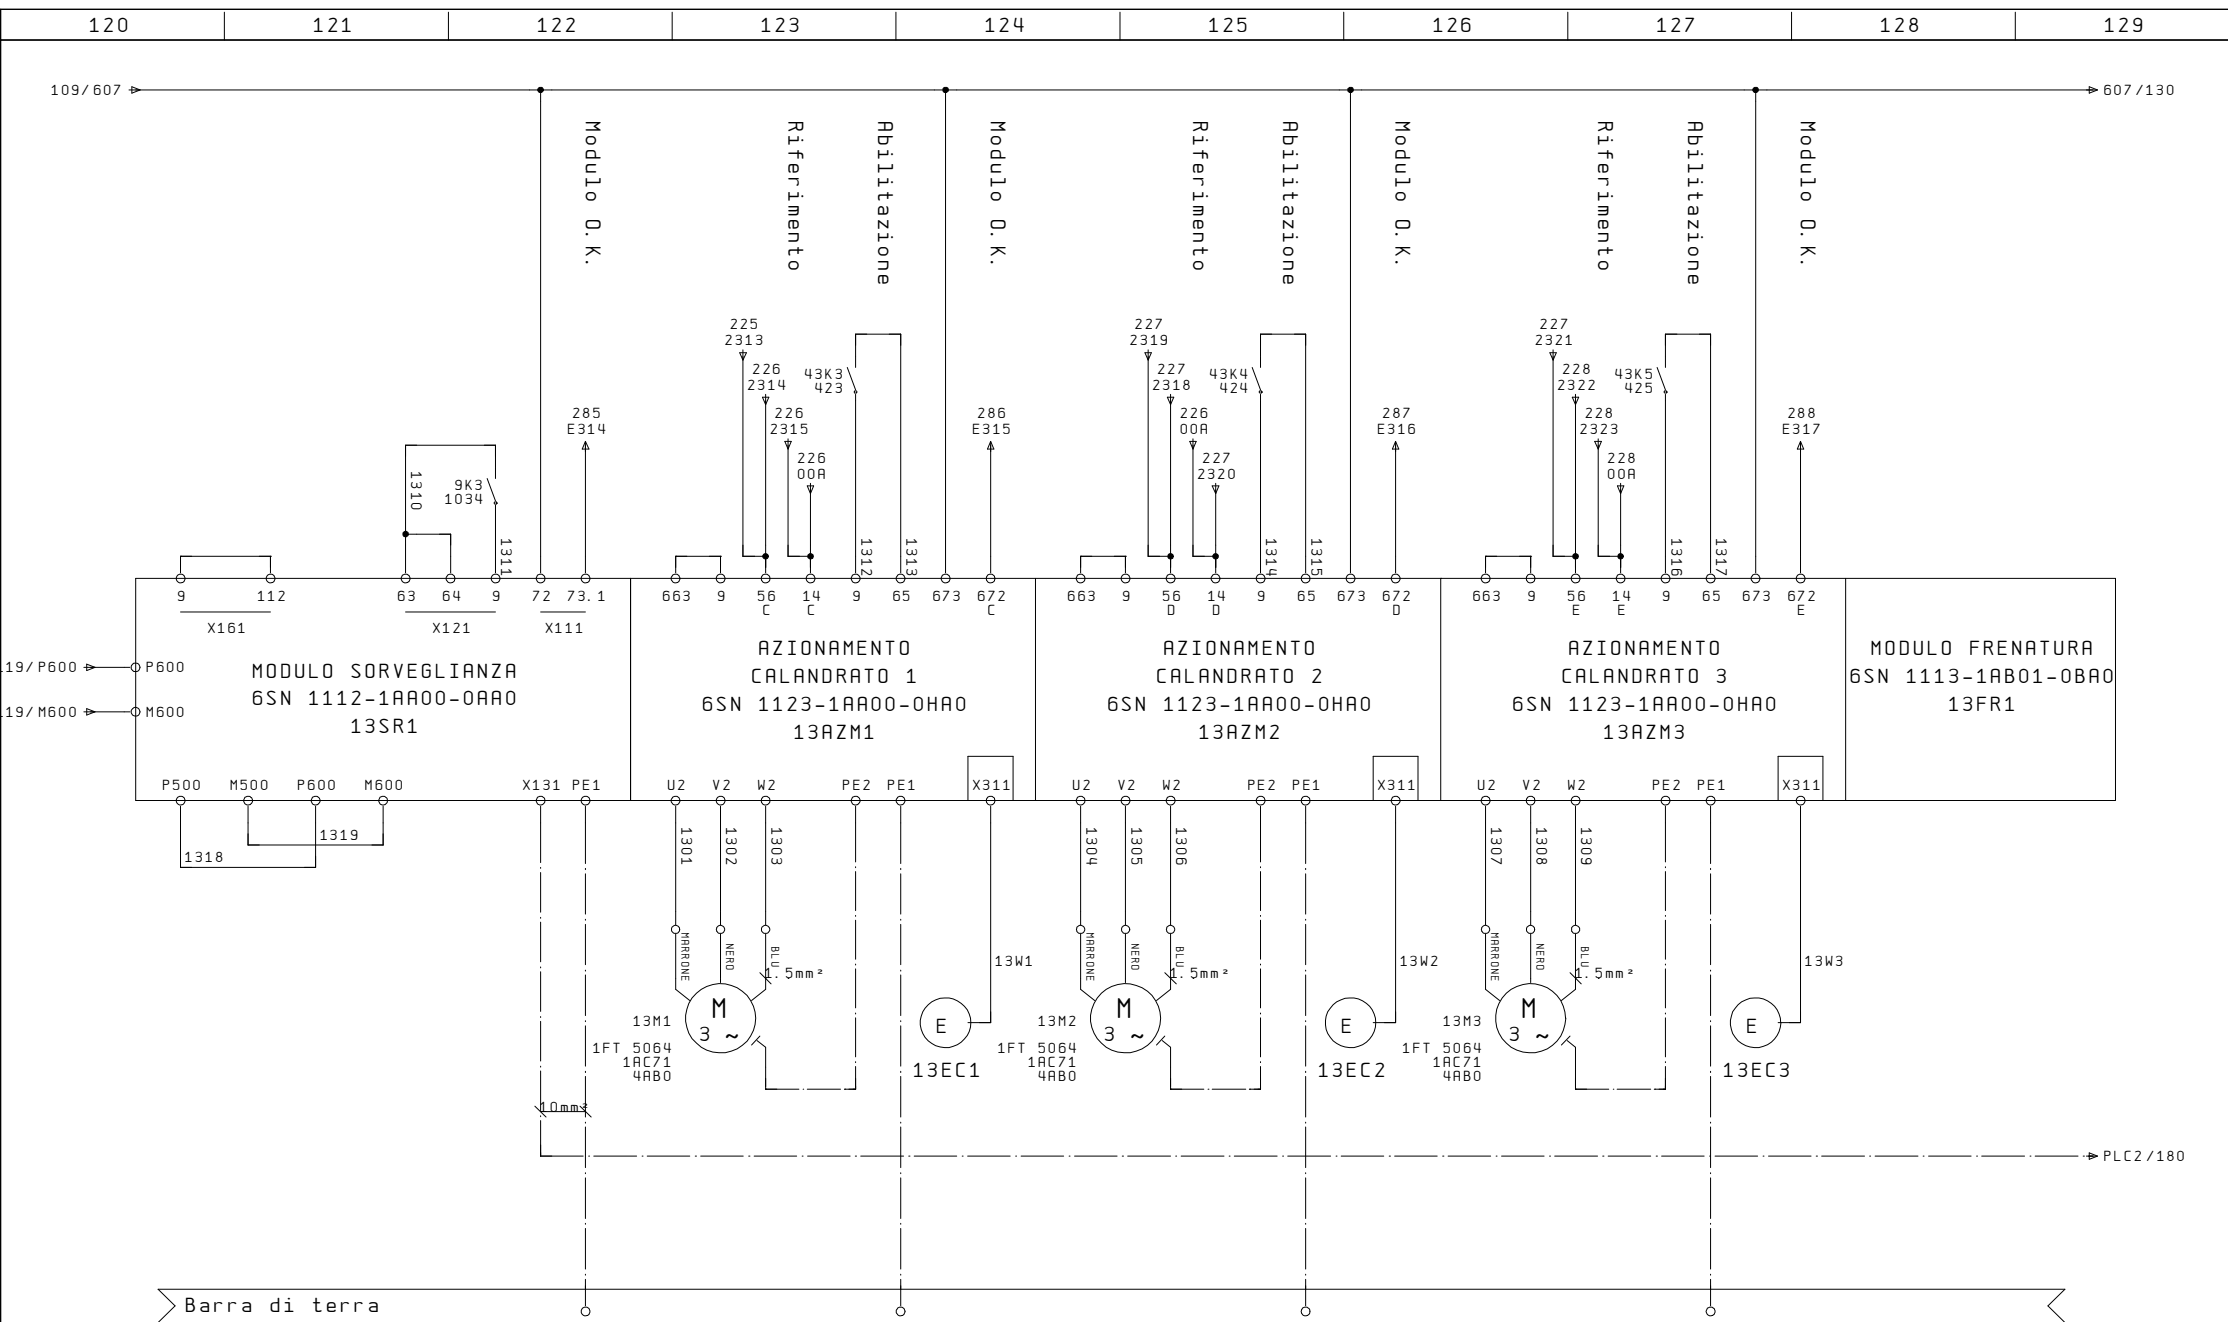 120 121 122 123 124 125 126 127 128 129
109/607 607/130
Modulo O.K. Riferimento Abilitazione Modulo O.K. Riferimento Abilitazione Modulo O.K. Riferimento Abilitazione Modulo O.K.
225 227 227
2313 2319 2321
226 43K3 227 43K4 228 43K5
2314 423 2318 424 2322 425
285 226 286 226 287 228 288
E314 2315 E315 00A E316 2323 E317
226 227 228
00A 2320 00A
1310 9K3
1034
1311 1312 1313 1314 1315 1316 1317
9 112 63 64 9 72 73.1 663 9 56 14 9 65 673 672 663 9 56 14 9 65 673 672 663 9 56 14 9 65 673 672
C C C D D D E E E
X161 X121 X111
19/P600 P600
19/M600 M600
MODULO SORVEGLIANZA
6SN 1112-1AA00-0AA0
13SR1
AZIONAMENTO
CALANDRATO 1
6SN 1123-1AA00-0HA0
13AZM1
AZIONAMENTO
CALANDRATO 2
6SN 1123-1AA00-0HA0
13AZM2
AZIONAMENTO
CALANDRATO 3
6SN 1123-1AA00-0HA0
13AZM3
MODULO FRENATURA
6SN 1113-1AB01-0BA0
13FR1
P500 M500 P600 M600 X131 PE1 U2 V2 W2 PE2 PE1 X311 U2 V2 W2 PE2 PE1 X311 U2 V2 W2 PE2 PE1 X311
1319
1318
1301 1302 1303 1304 1305 1306 1307 1308 1309
MARRONE NERO BLU MARRONE NERO BLU MARRONE NERO BLU
1.5mm² 1.5mm² 1.5mm²
13W1 13W2 13W3
M
3 ~
M
3 ~
M
3 ~
E E E
13M1
1FT 5064
1AC71
4AB0
13M2
1FT 5064
1AC71
4AB0
13M3
1FT 5064
1AC71
4AB0
13EC1 13EC2 13EC3
10mm²
PLC2/180
Barra di terra